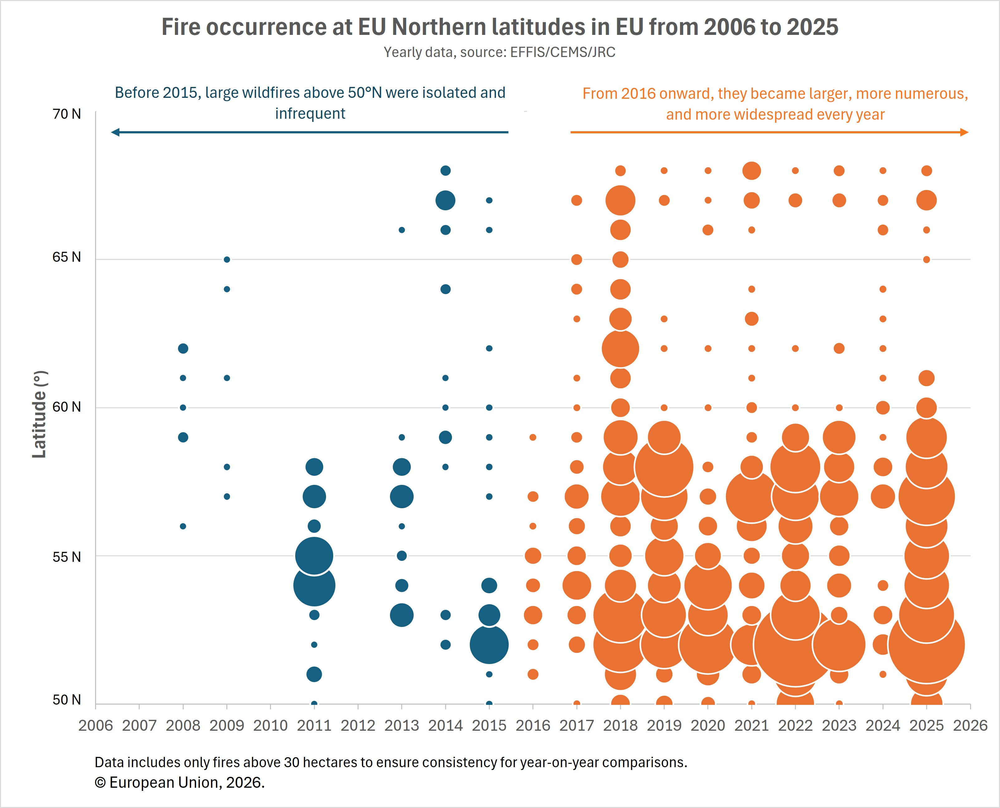 Fire occurrence at EU Northern latitudes in EU from 2006 to 2025
Yearly data, source: EFFIS/CEMS/JRC
Before 2015, large wildfires above 50°N were isolated and
infrequent
From 2016 onward, they became larger, more numerous,
and more widespread every year
70 N
65 N
60 N
55 N
50 N
Latitude (°)
2006 2007 2008 2009 2010 2011 2012 2013 2014 2015 2016 2017 2018 2019 2020 2021 2022 2023 2024 2025 2026
Data includes only fires above 30 hectares to ensure consistency for year-on-year comparisons.
© European Union, 2026.